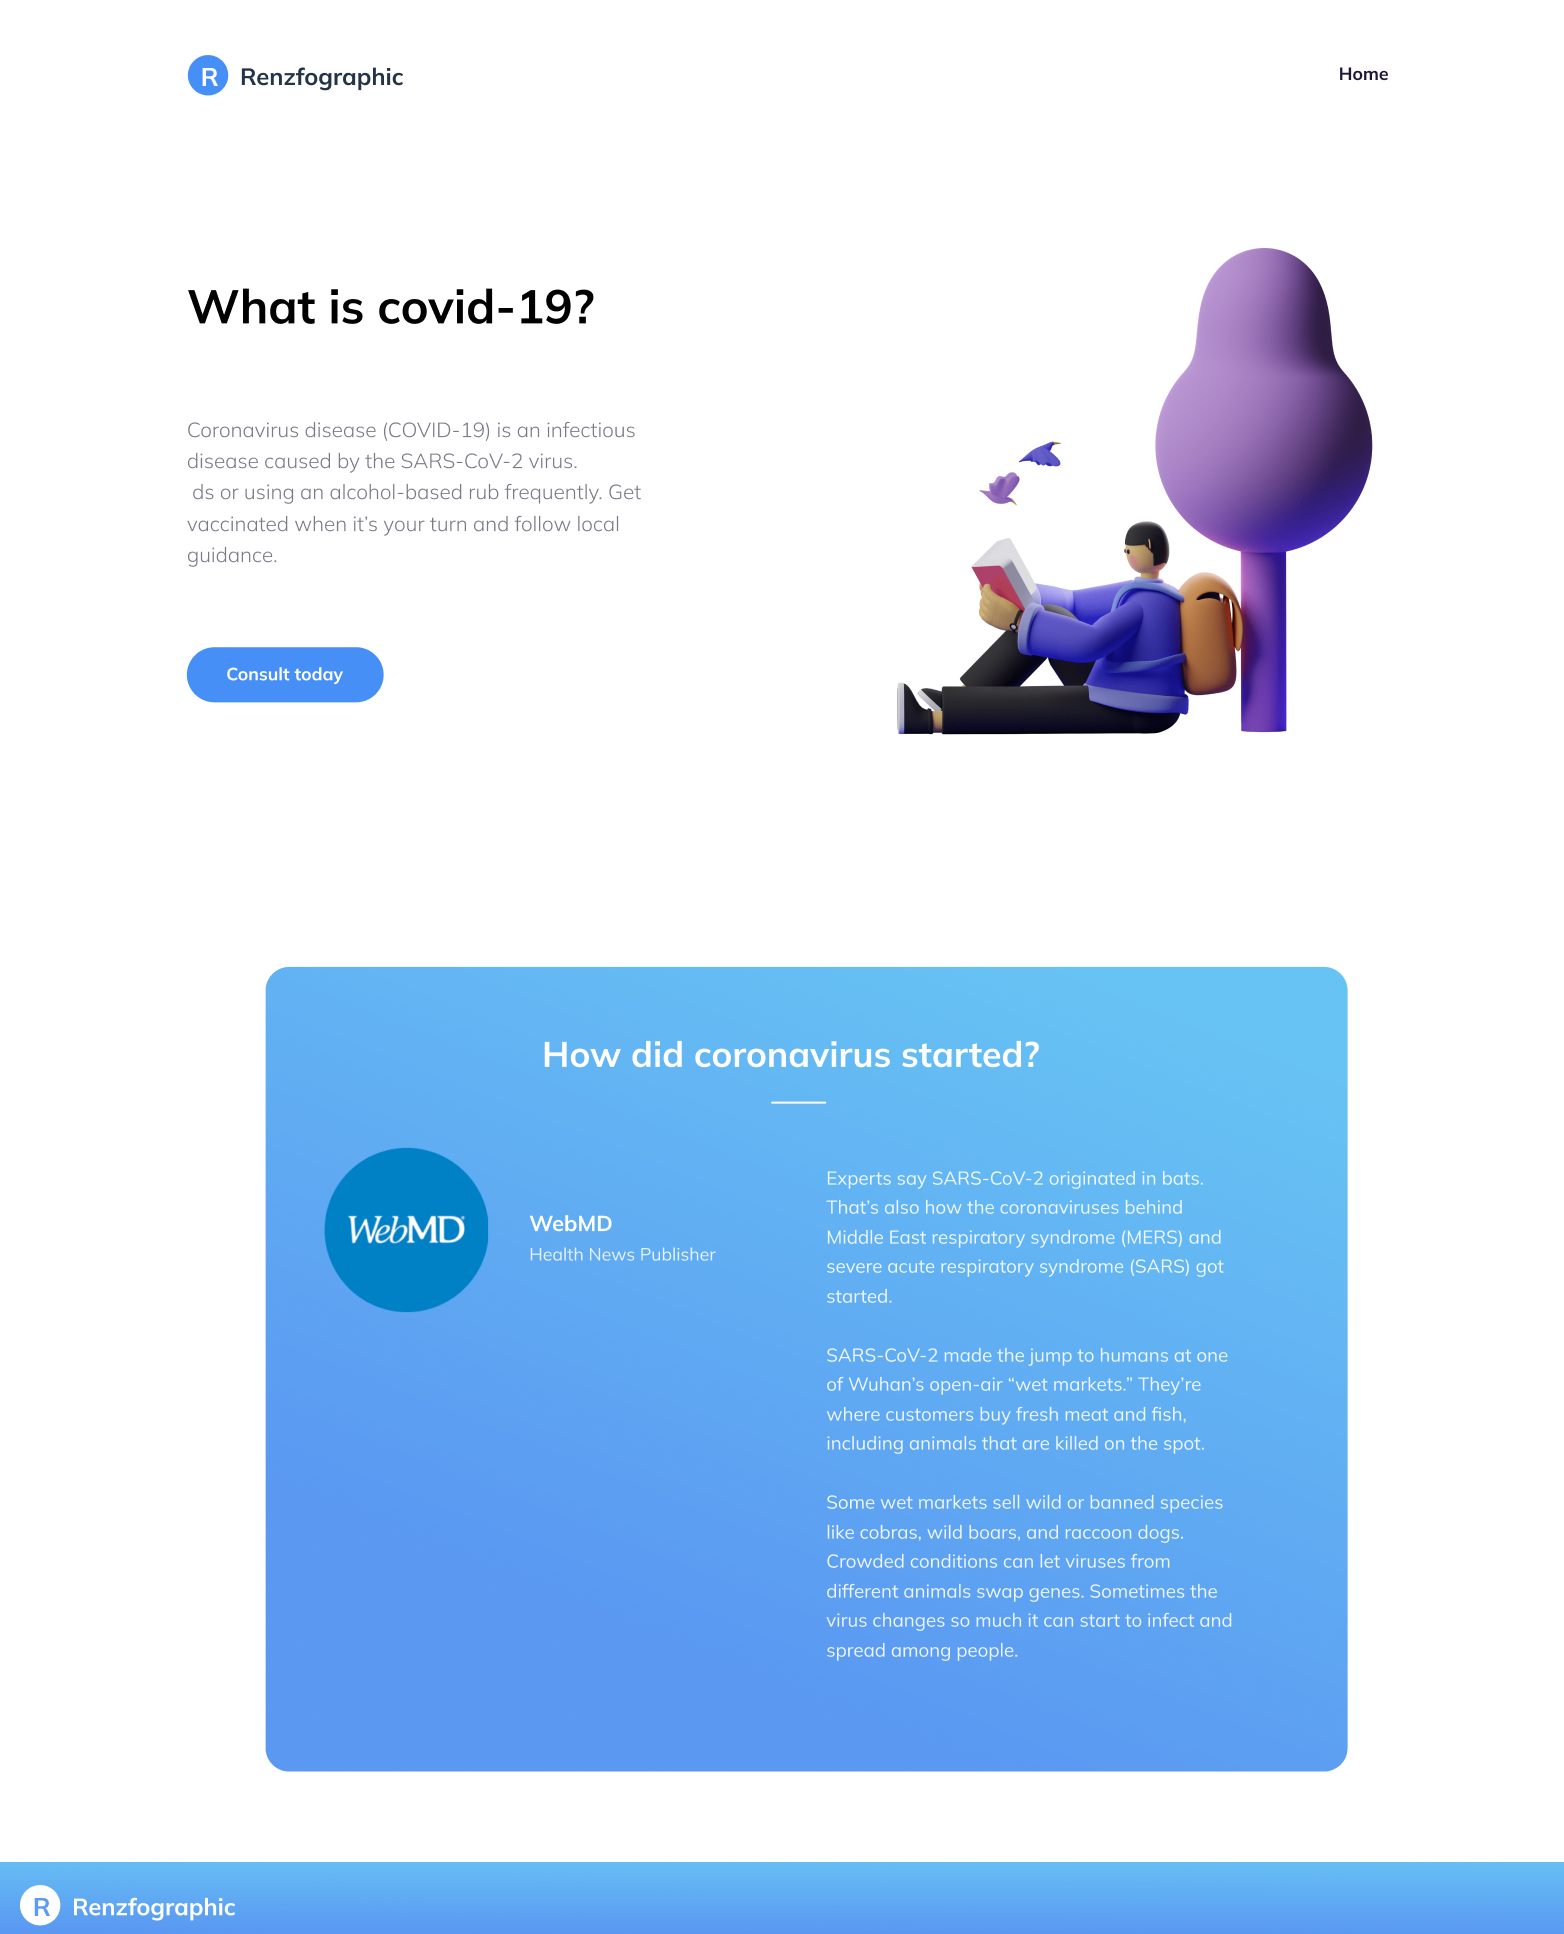 R Renzfographic
Home
What is covid-19?
Coronavirus disease (COVID-19) is an infectious
disease caused by the SARS-CoV-2 virus.
ds or using an alcohol-based rub frequently. Get
vaccinated when it’s your turn and follow local
guidance.
Consult today
How did coronavirus started?
WebMD
WebMD
Health News Publisher
Experts say SARS-CoV-2 originated in bats.
That’s also how the coronaviruses behind
Middle East respiratory syndrome (MERS) and
severe acute respiratory syndrome (SARS) got
started.
SARS-CoV-2 made the jump to humans at one
of Wuhan’s open-air “wet markets.” They’re
where customers buy fresh meat and fish,
including animals that are killed on the spot.
Some wet markets sell wild or banned species
like cobras, wild boars, and raccoon dogs.
Crowded conditions can let viruses from
different animals swap genes. Sometimes the
virus changes so much it can start to infect and
spread among people.
R Renzfographic